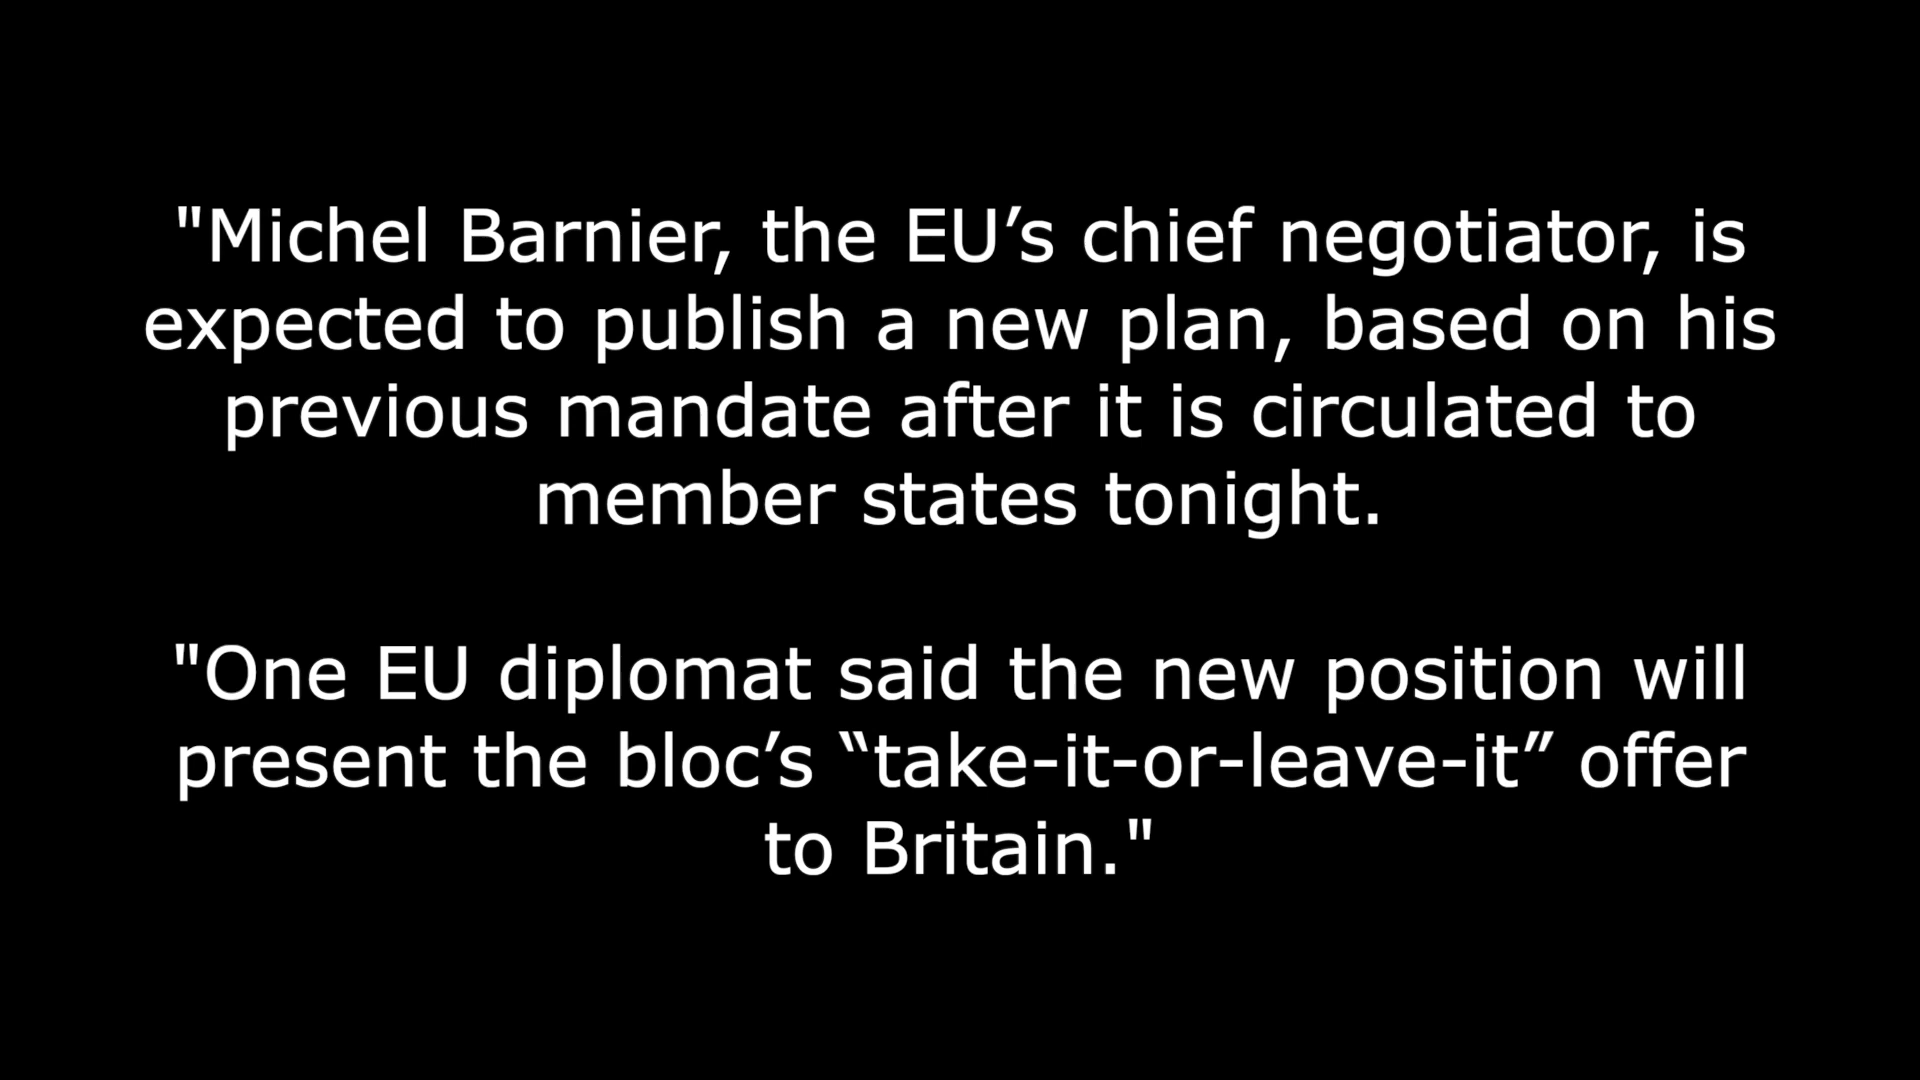 "Michel Barnier, the EU’s chief negotiator, is
expected to publish a new plan, based on his
previous mandate after it is circulated to
member states tonight.
"One EU diplomat said the new position will
present the bloc’s “take-it-or-leave-it” offer
to Britain."